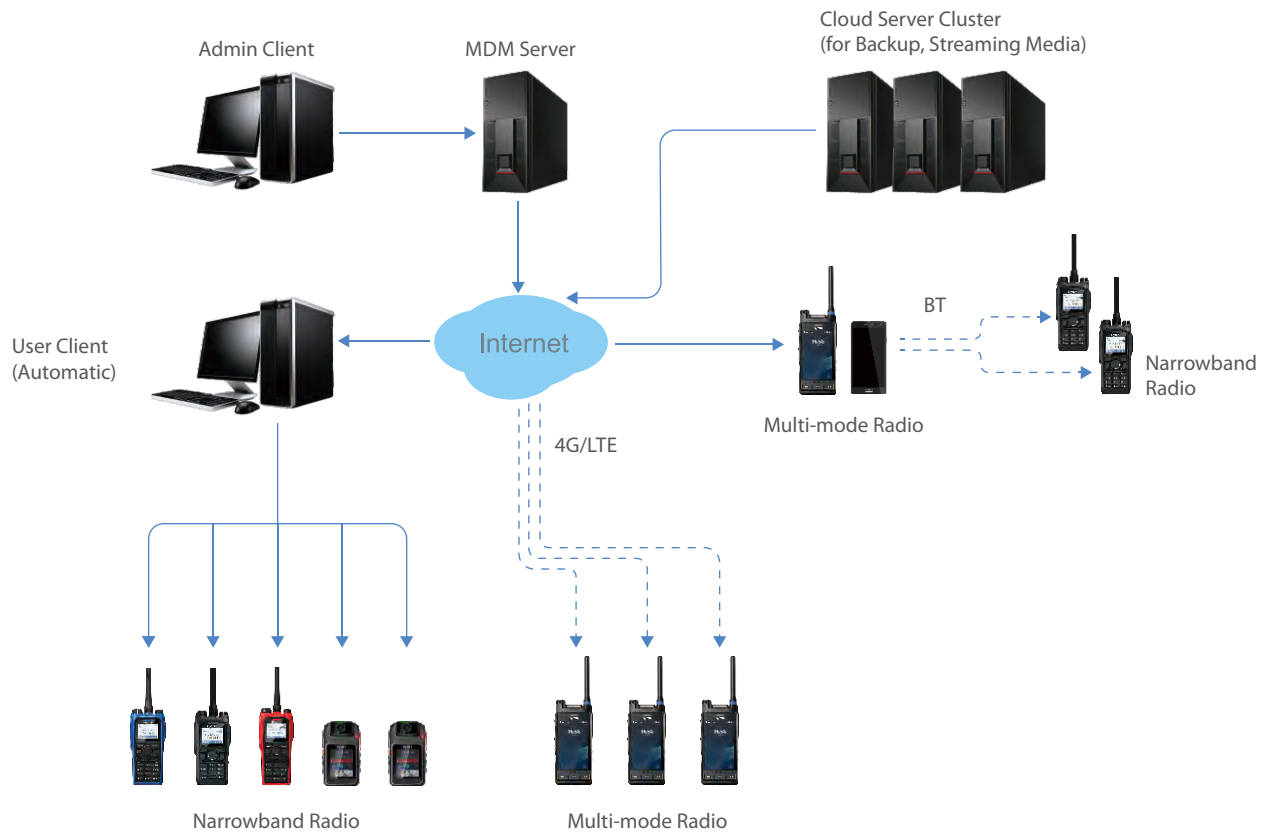 Admin Client
MDM Server
Cloud Server Cluster
(for Backup, Streaming Media)
User Client
(Automatic)
Internet
BT
Narrowband
Radio
Multi-mode Radio
4G/LTE
Narrowband Radio
Multi-mode Radio